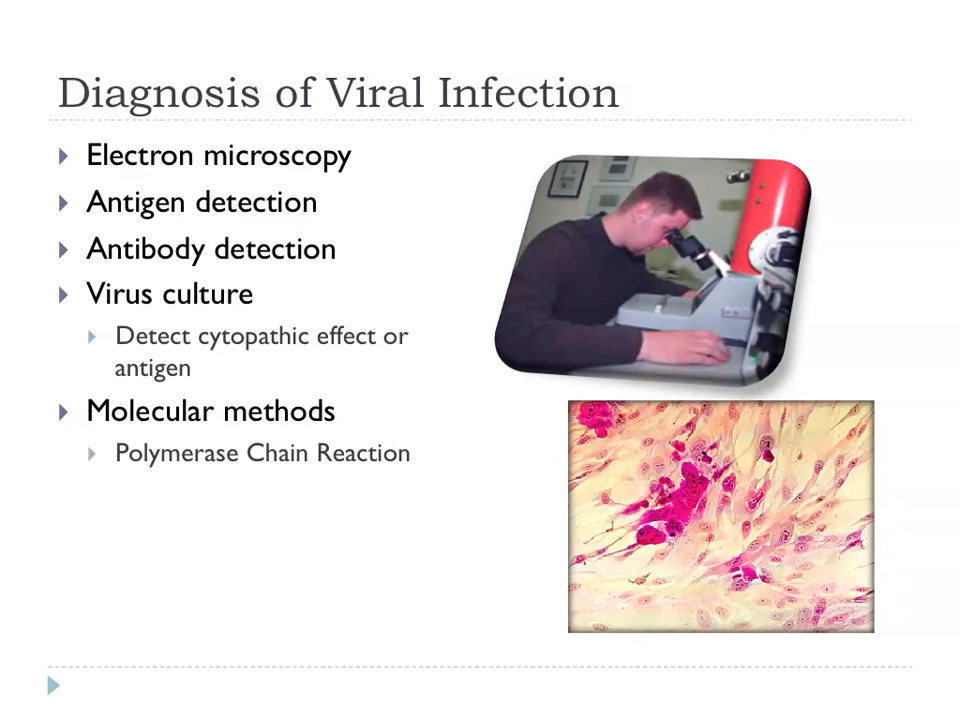 Diagnosis of Viral Infection
Electron microscopy
Antigen detection
Antibody detection
Virus culture
Detect cytopathic effect or
antigen
Molecular methods
Polymerase Chain Reaction